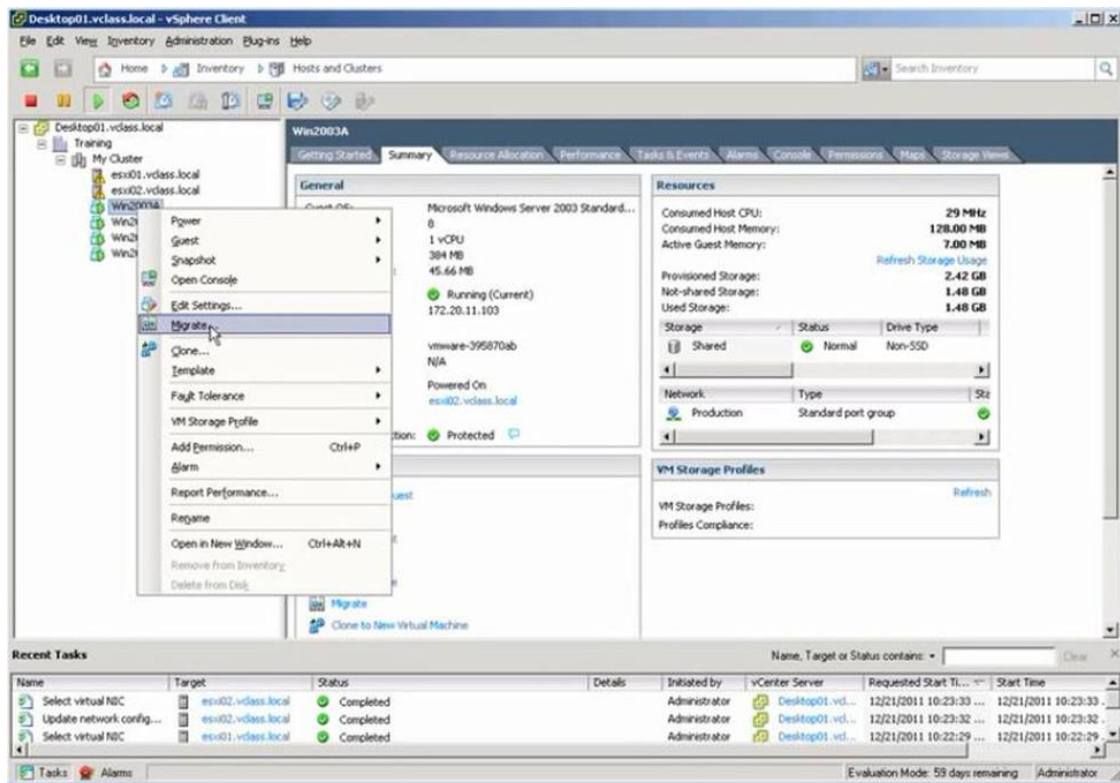 Desktop01.vclass.local - vSphere Client
File Edit View Inventory Administration Plug-ins Help
Home Inventory Hosts and Clusters
Search Inventory
Desktop01.vclass.local
Training
My Cluster
esxi01.vclass.local
esxi02.vclass.local
Win2003A
Power
Guest
Snapshot
Open Console
Edit Settings...
Migrate...
Clone...
Template
Fault Tolerance
VM Storage Profile
Add Permission... Ctrl+P
Alarm
Report Performance...
Rename
Open in New Window... Ctrl+Alt+N
Remove from Inventory
Delete from Disk
Win2003A
Getting Started Summary Resource Allocation Performance Tasks & Events Alarms Console Permissions Maps Storage Views
General
Microsoft Windows Server 2003 Standard...
8
1 vCPU
384 MB
45.66 MB
Running (Current)
172.20.11.103
vmware-395870ab
N/A
Powered On
esxi02.vclass.local
Protected
Migrate
Clone to New Virtual Machine
Resources
Consumed Host CPU: 29 MHz
Consumed Host Memory: 128.00 MB
Active Guest Memory: 7.00 MB
Refresh Storage Usage
Provisioned Storage: 2.42 GB
Not-shared Storage: 1.48 GB
Used Storage: 1.48 GB
Storage Status Drive Type
Shared Normal Non-SSD
Network Type
Production Standard port group
VM Storage Profiles
Refresh
VM Storage Profiles:
Profiles Compliance:
Recent Tasks
Name, Target or Status contains: Clear
Name Target Status Details Initiated by vCenter Server Requested Start Ti... Start Time
Select virtual NIC esxi02.vclass.local Completed Administrator Desktop01.vcl... 12/21/2011 10:23:33 ... 12/21/2011 10:23:33 .
Update network config... esxi02.vclass.local Completed Administrator Desktop01.vcl... 12/21/2011 10:23:32 ... 12/21/2011 10:23:32 .
Select virtual NIC esxi01.vclass.local Completed Administrator Desktop01.vcl... 12/21/2011 10:22:29 ... 12/21/2011 10:22:29 .
Tasks Alarms
Evaluation Mode: 59 days remaining Administrator